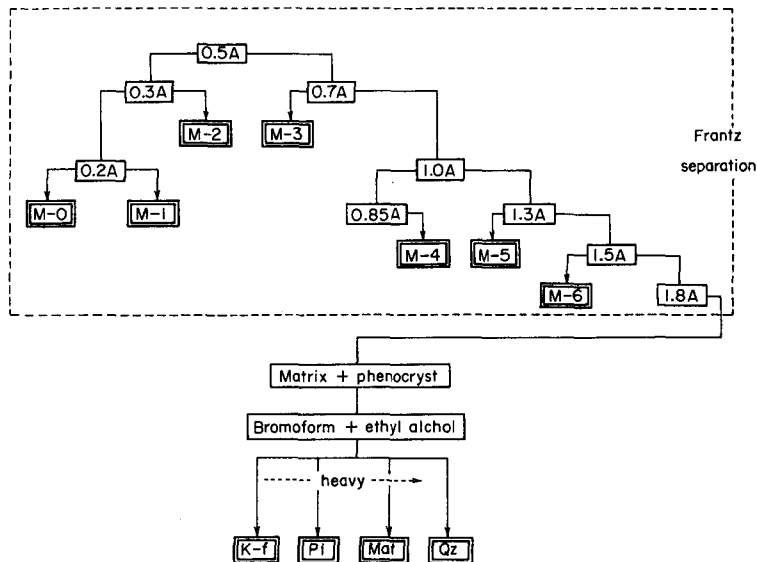 0.5A
0.3A
0.7A
M-2
M-3
Frantz
separation
0.2A
1.0A
M-0
M-1
0.85A
1.3A
M-4
M-5
1.5A
M-6
1.8A
Matrix + phenocryst
Bromoform + ethyl alchol
heavy
K-f
Pl
Mat
Qz